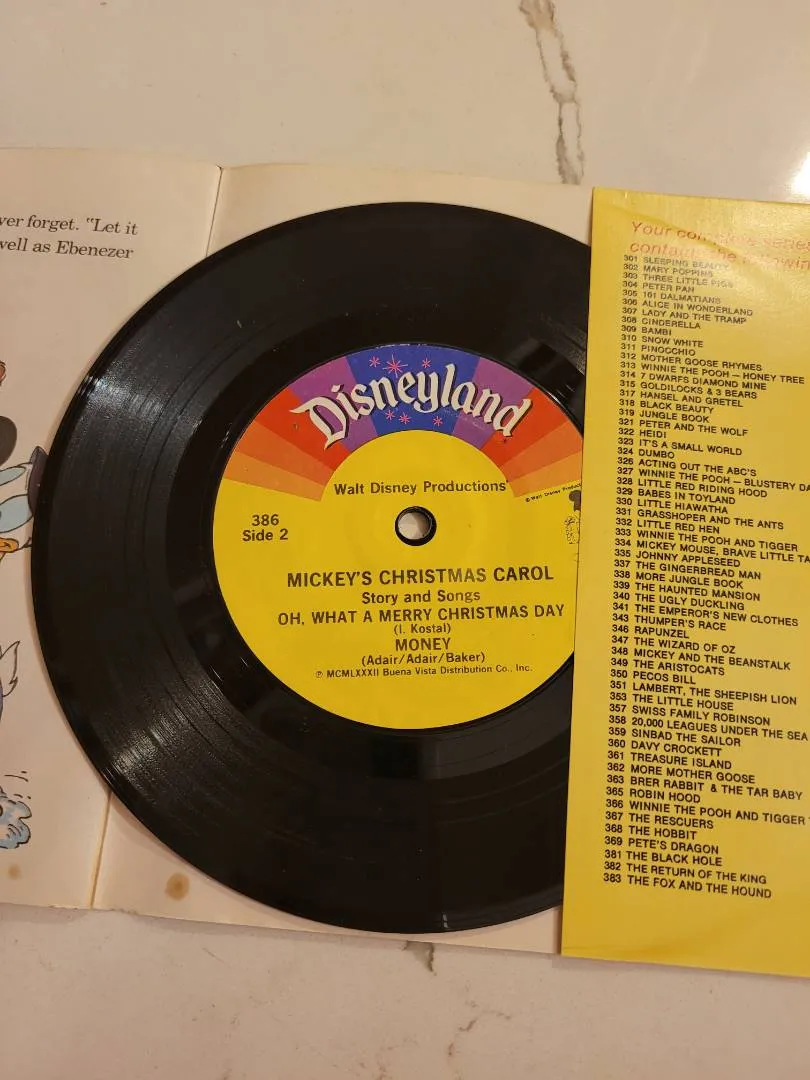 ver forget. "Let it
well as Ebenezer
Disneyland
Walt Disney Productions
© Walt Disney Produc
386
Side 2
MICKEY'S CHRISTMAS CAROL
Story and Songs
OH, WHAT A MERRY CHRISTMAS DAY
(I. Kostal)
MONEY
(Adair/Adair/Baker)
℗ MCMLXXXII Buena Vista Distribution Co., Inc.
Your complete series
contains the followin
301 SLEEPING BEAUTY
302 MARY POPPINS
303 THREE LITTLE PIGS
304 PETER PAN
305 101 DALMATIANS
306 ALICE IN WONDERLAND
307 LADY AND THE TRAMP
308 CINDERELLA
309 BAMBI
310 SNOW WHITE
311 PINOCCHIO
312 MOTHER GOOSE RHYMES
313 WINNIE THE POOH — HONEY TREE
314 7 DWARFS DIAMOND MINE
315 GOLDILOCKS & 3 BEARS
317 HANSEL AND GRETEL
318 BLACK BEAUTY
319 JUNGLE BOOK
321 PETER AND THE WOLF
322 HEIDI
323 IT'S A SMALL WORLD
324 DUMBO
326 ACTING OUT THE ABC'S
327 WINNIE THE POOH — BLUSTERY DA
328 LITTLE RED RIDING HOOD
329 BABES IN TOYLAND
330 LITTLE HIAWATHA
331 GRASSHOPPER AND THE ANTS
332 LITTLE RED HEN
333 WINNIE THE POOH AND TIGGER
334 MICKEY MOUSE, BRAVE LITTLE TA
335 JOHNNY APPLESEED
337 THE GINGERBREAD MAN
338 MORE JUNGLE BOOK
339 THE HAUNTED MANSION
340 THE UGLY DUCKLING
341 THE EMPEROR'S NEW CLOTHES
343 THUMPER'S RACE
346 RAPUNZEL
347 THE WIZARD OF OZ
348 MICKEY AND THE BEANSTALK
349 THE ARISTOCATS
350 PECOS BILL
351 LAMBERT, THE SHEEPISH LION
353 THE LITTLE HOUSE
357 SWISS FAMILY ROBINSON
358 20,000 LEAGUES UNDER THE SEA
359 SINBAD THE SAILOR
360 DAVY CROCKETT
361 TREASURE ISLAND
362 MORE MOTHER GOOSE
363 BRER RABBIT & THE TAR BABY
365 ROBIN HOOD
366 WINNIE THE POOH AND TIGGER T
367 THE RESCUERS
368 THE HOBBIT
369 PETE'S DRAGON
381 THE BLACK HOLE
382 THE RETURN OF THE KING
383 THE FOX AND THE HOUND